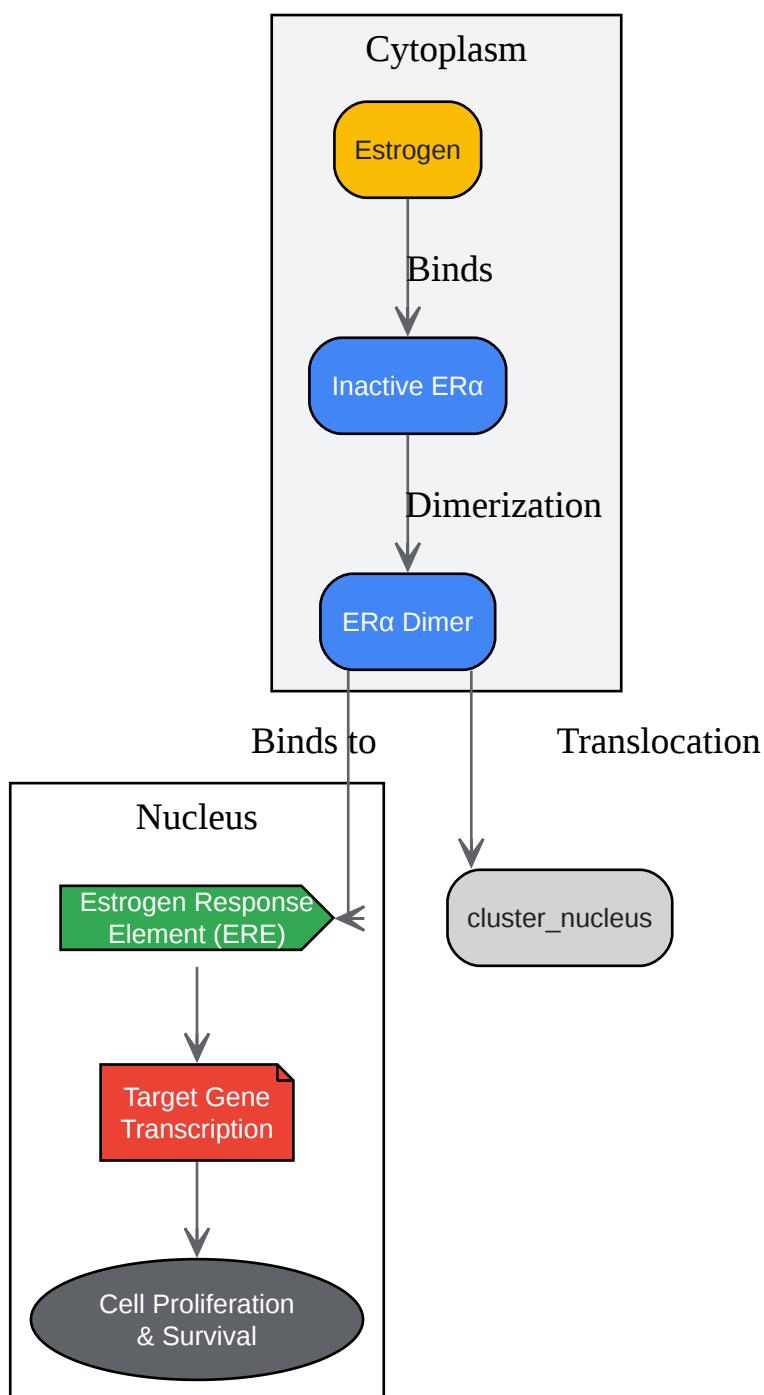 Cytoplasm
Estrogen
Binds
Inactive ERα
Dimerization
ERα Dimer
Binds to
Translocation
Nucleus
Estrogen Response
Element (ERE)
cluster_nucleus
Target Gene
Transcription
Cell Proliferation
& Survival